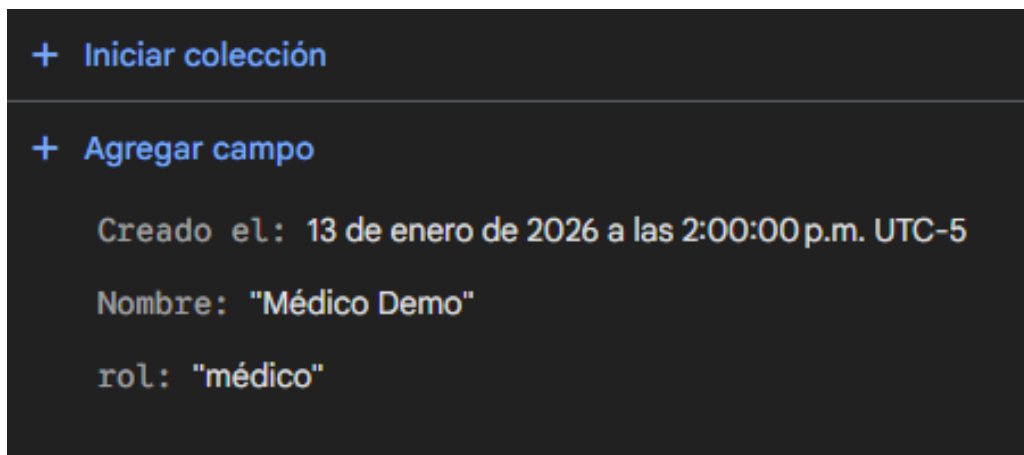 + Iniciar colección
+ Agregar campo
Creado el: 13 de enero de 2026 a las 2:00:00 p.m. UTC-5
Nombre: "Médico Demo"
rol: "médico"